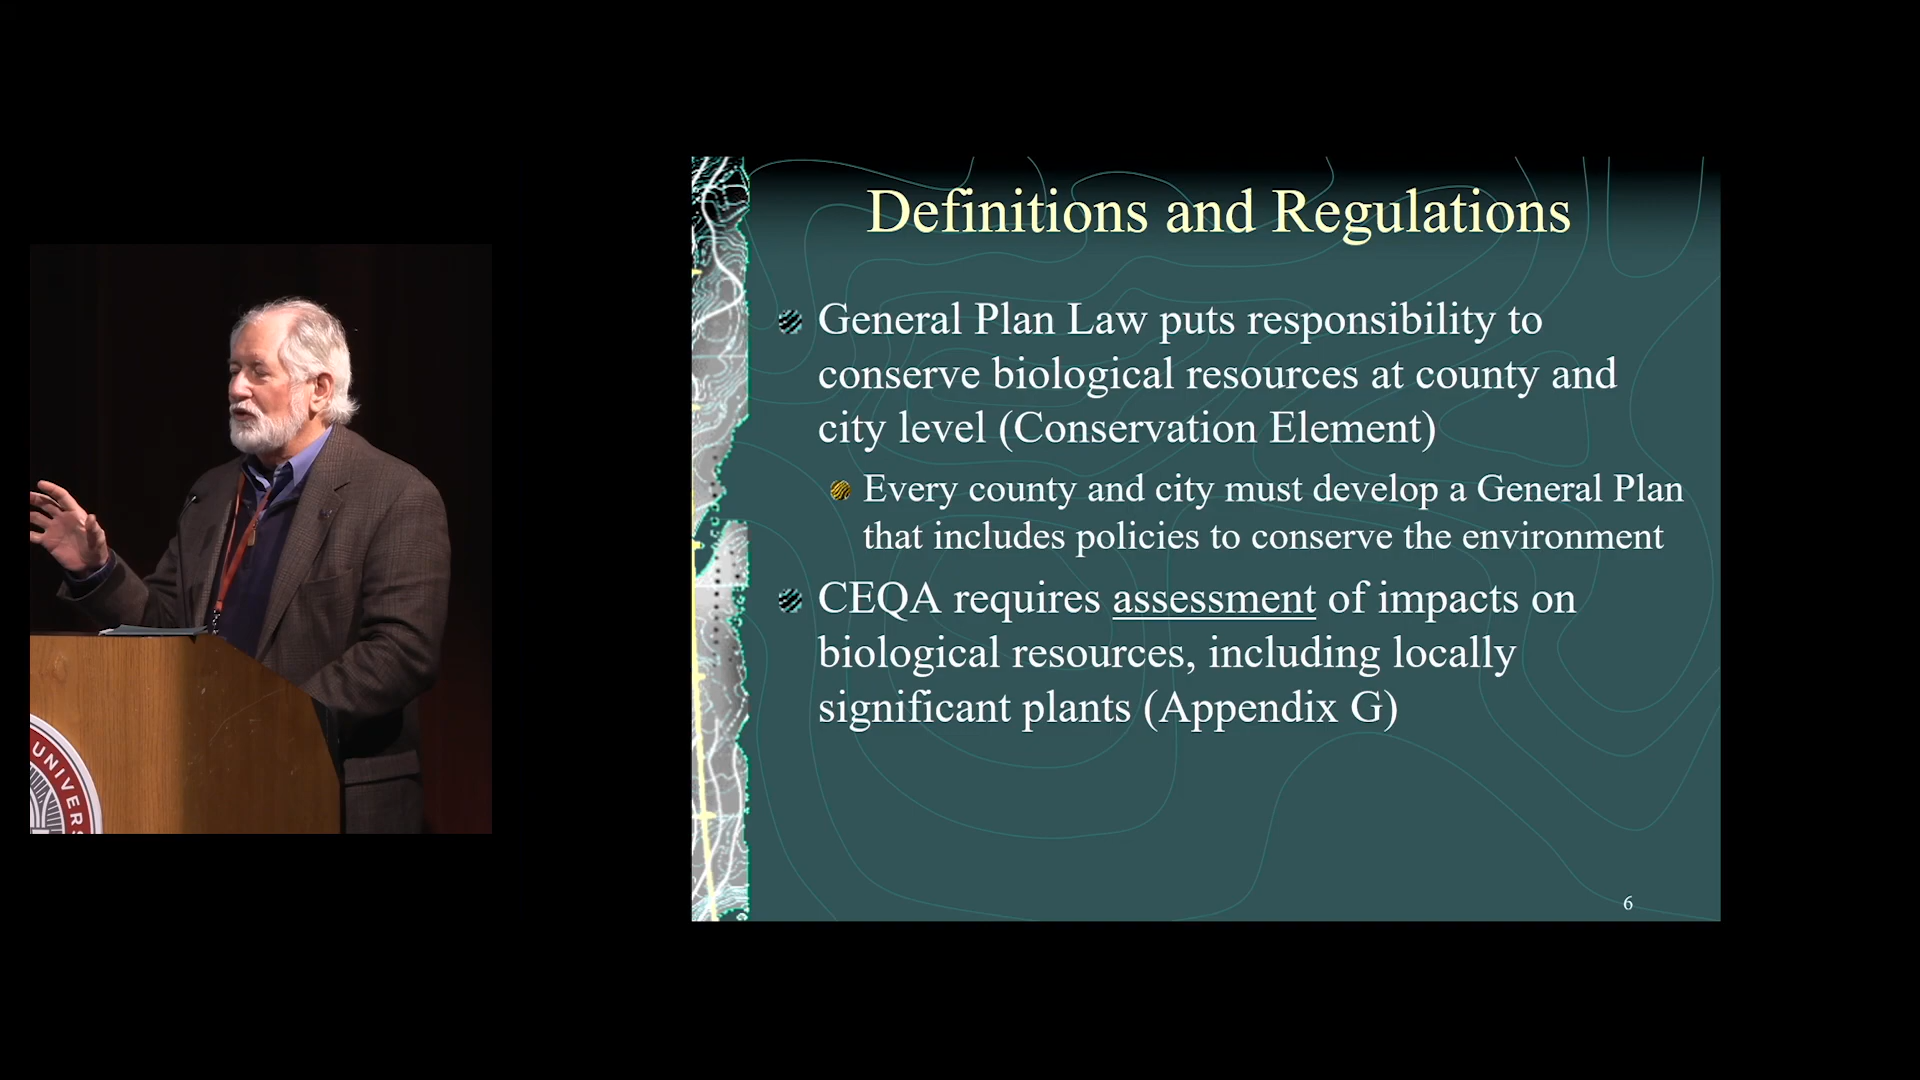 Definitions and Regulations
General Plan Law puts responsibility to
conserve biological resources at county and
city level (Conservation Element)
Every county and city must develop a General Plan
that includes policies to conserve the environment
CEQA requires assessment of impacts on
biological resources, including locally
significant plants (Appendix G)
6